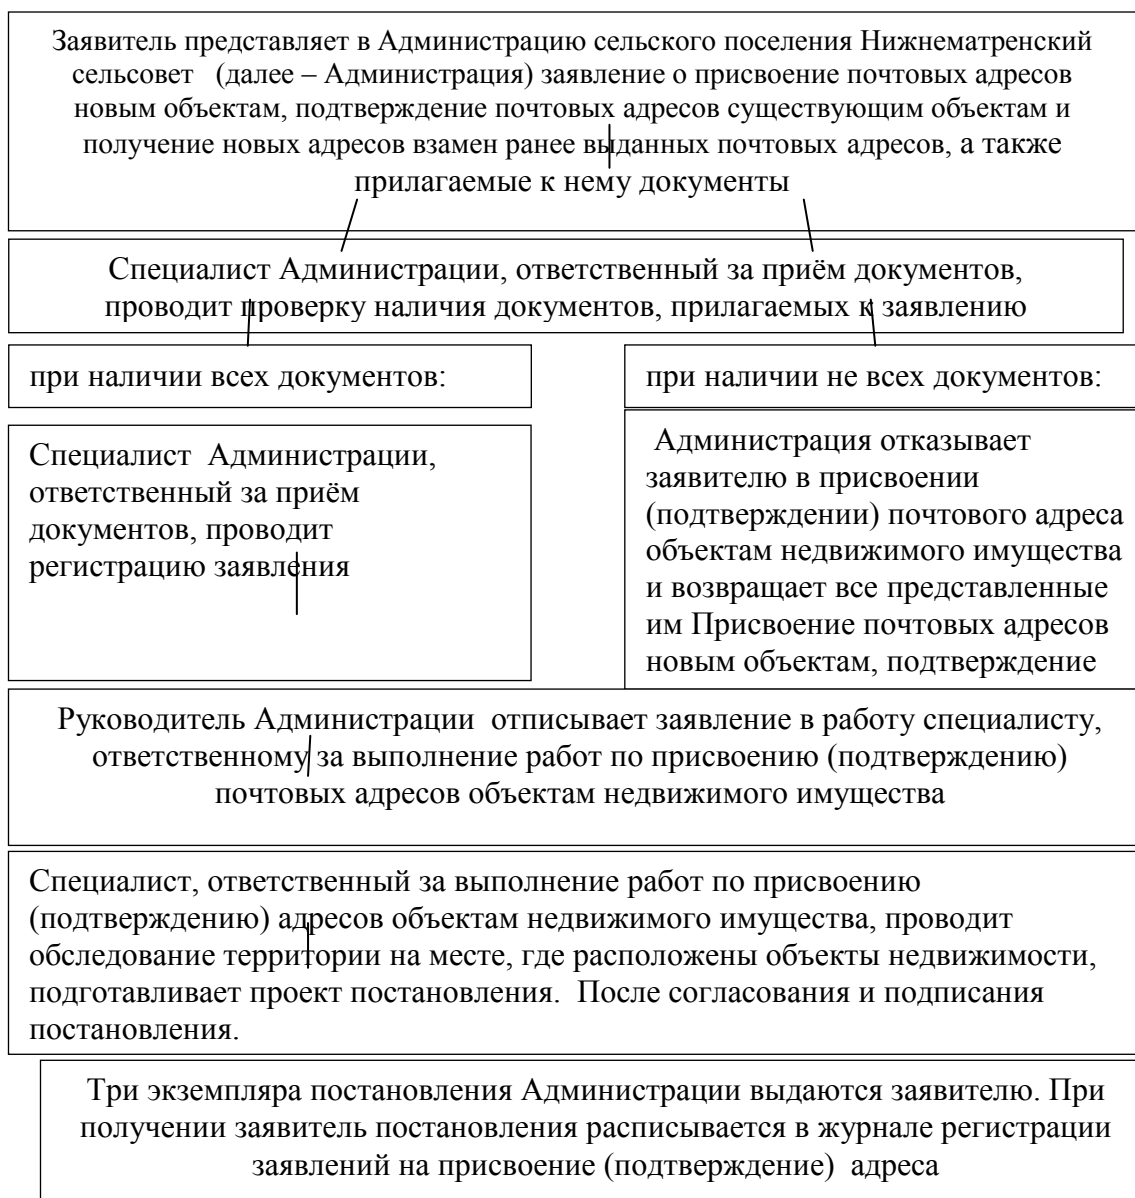 Заявитель представляет в Администрацию сельского поселения Нижнематренский
сельсовет (далее – Администрация) заявление о присвоение почтовых адресов
новым объектам, подтверждение почтовых адресов существующим объектам и
получение новых адресов взамен ранее выданных почтовых адресов, а также
прилагаемые к нему документы
Специалист Администрации, ответственный за приём документов,
проводит проверку наличия документов, прилагаемых к заявлению
при наличии всех документов:
при наличии не всех документов:
Специалист Администрации,
ответственный за приём
документов, проводит
регистрацию заявления
Администрация отказывает
заявителю в присвоении
(подтверждении) почтового адреса
объектам недвижимого имущества
и возвращает все представленные
им Присвоение почтовых адресов
новым объектам, подтверждение
Руководитель Администрации отписывает заявление в работу специалисту,
ответственному за выполнение работ по присвоению (подтверждению)
почтовых адресов объектам недвижимого имущества
Специалист, ответственный за выполнение работ по присвоению
(подтверждению) адресов объектам недвижимого имущества, проводит
обследование территории на месте, где расположены объекты недвижимости,
подготавливает проект постановления. После согласования и подписания
постановления.
Три экземпляра постановления Администрации выдаются заявителю. При
получении заявитель постановления расписывается в журнале регистрации
заявлений на присвоение (подтверждение) адреса